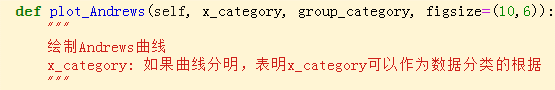 def plot_Andrews(self, x_category, group_category, figsize=(10,6)):
"""
绘制Andrews曲线
x_category: 如果曲线分明，表明x_category可以作为数据分类的根据
"""